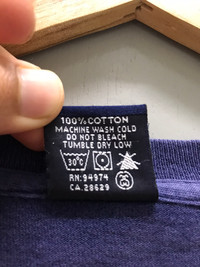 100% COTTON
MACHINE WASH COLD
DO NOT BLEACH
TUMBLE DRY LOW
30°C
RN: 94974
CA. 28629